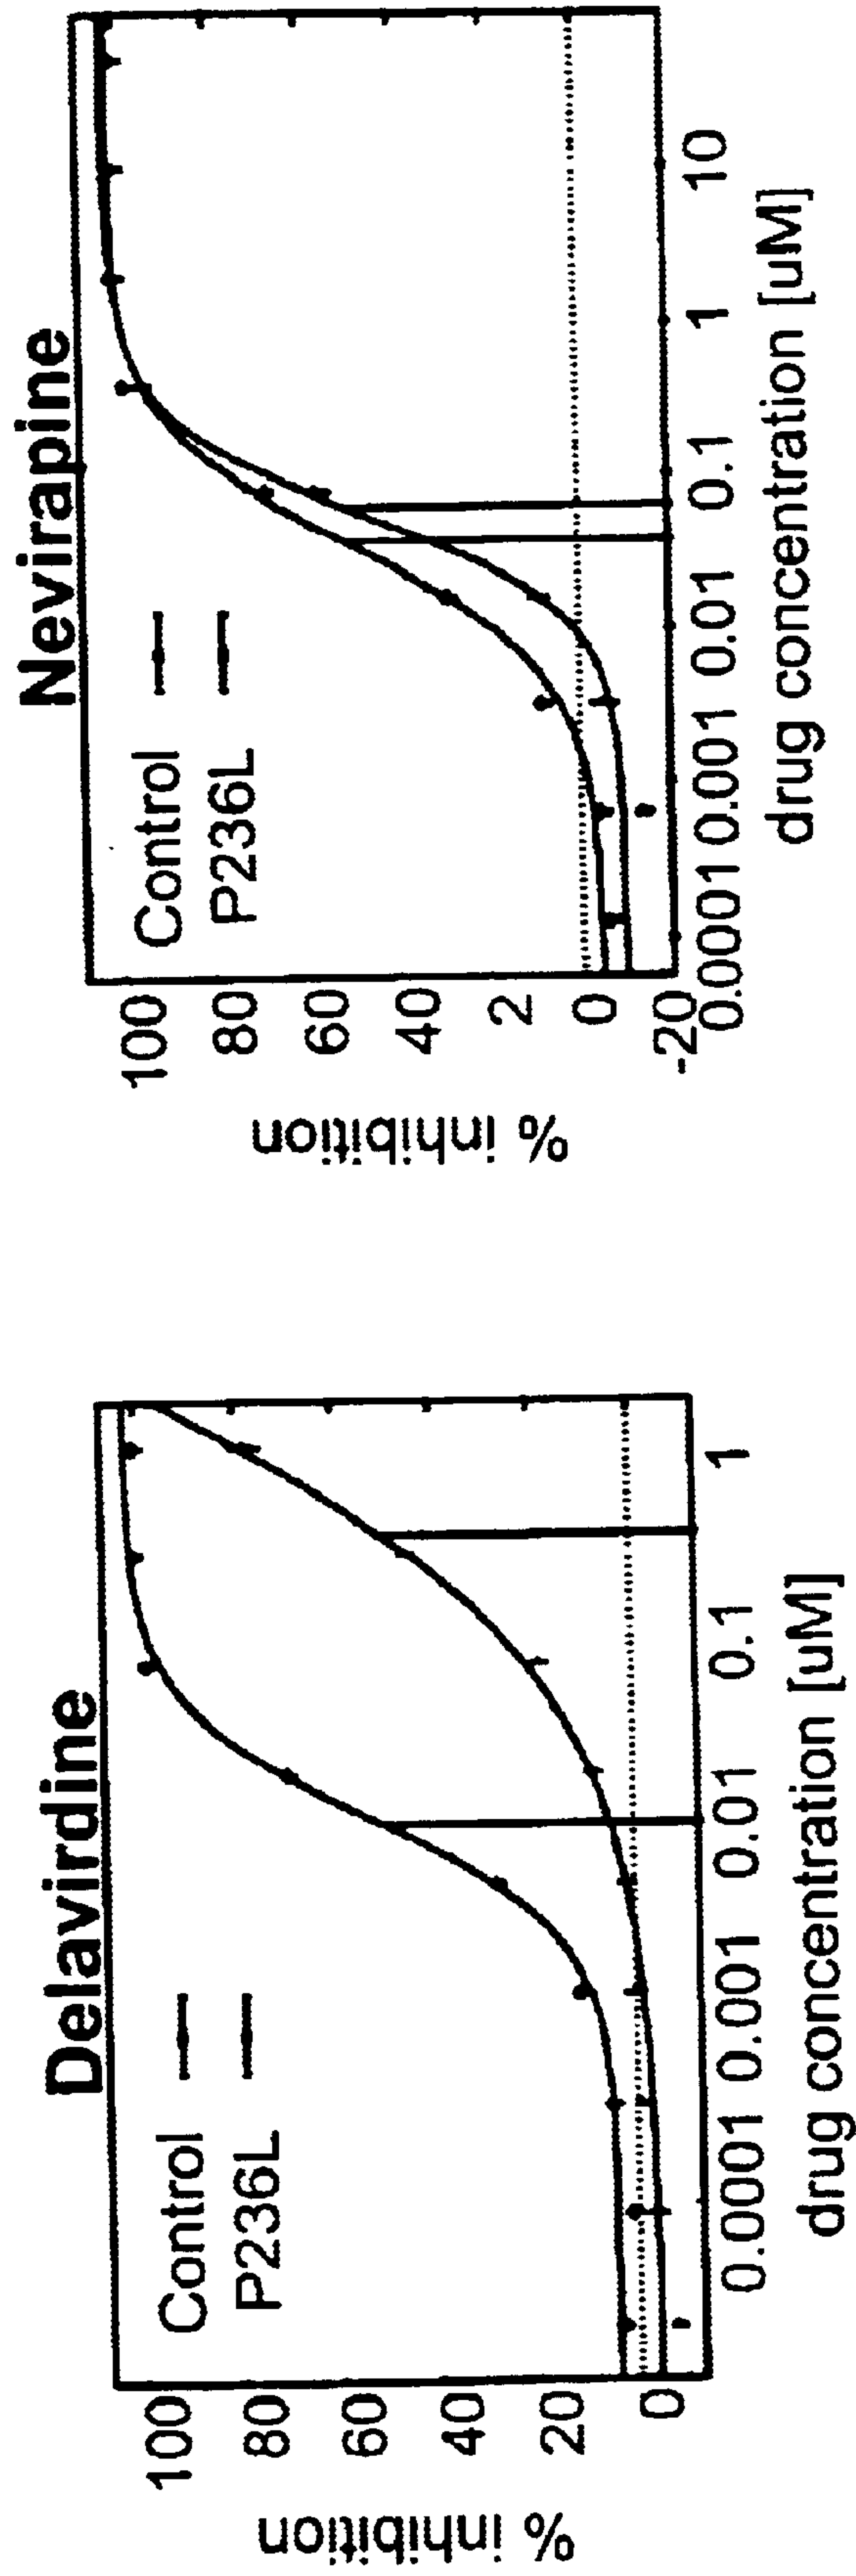 Delavirdine
Control
P236L
% inhibition
100
80
60
40
20
0
0.0001 0.001 0.01 0.1 1
drug concentration [uM]
Nevirapine
Control
P236L
% inhibition
100
80
60
40
2
0
-20
0.0001 0.001 0.01 0.1 1 10
drug concentration [uM]